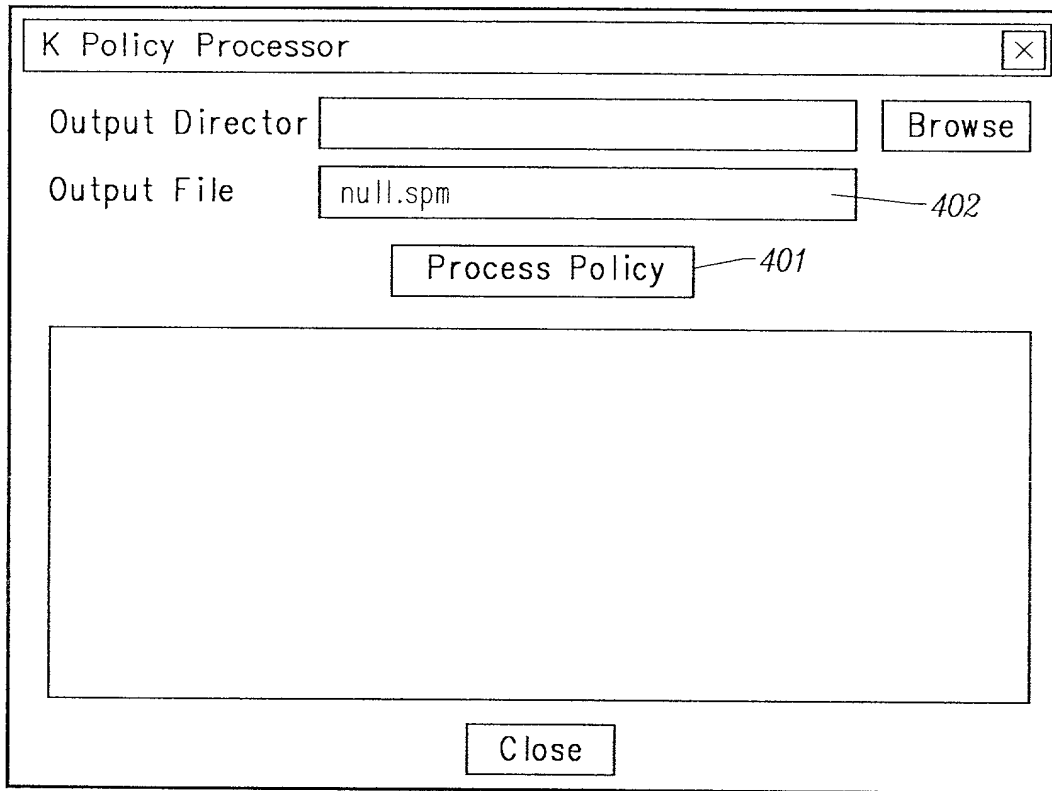 K Policy Processor ×
Output Director Browse
Output File null.spm 402
Process Policy 401
Close